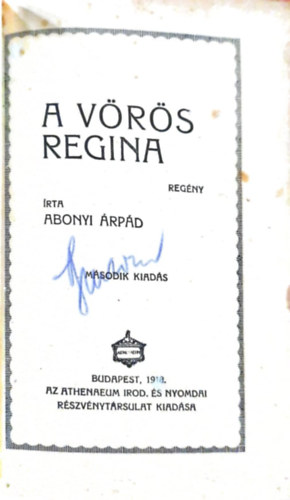 A VÖRÖS
REGINA
REGÉNY
ÍRTA
ABONYI ÁRPÁD
MÁSODIK KIADÁS
BUDAPEST,
AZ ATHENAEUM IROD. ÉS NYOMDAI
RÉSZVÉNYTÁRSULAT KIADÁSA